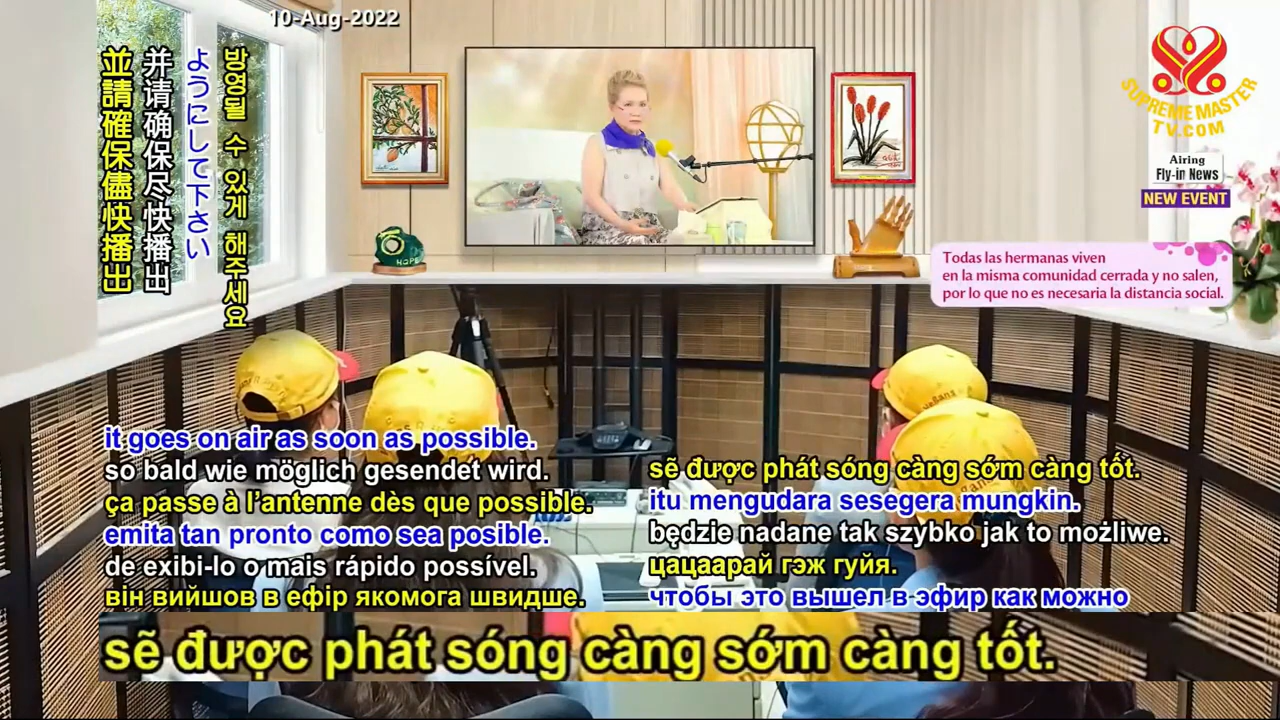 10-Aug-2022
방영될 수 있게 해주세요
ようにして下さい
并请确保尽快播出
並請確保儘快播出
SUPREME MASTER
TV.COM
Airing
Fly-in News
NEW EVENT
HOPE
Todas las hermanas viven
en la misma comunidad cerrada y no salen,
por lo que no es necesaria la distancia social.
it goes on air as soon as possible.
so bald wie möglich gesendet wird.
ça passe à l’antenne dès que possible.
emita tan pronto como sea posible.
de exibi-lo o mais rápido possível.
він вийшов в ефір якомога швидше.
sẽ được phát sóng càng sớm càng tốt.
itu mengudara sesegera mungkin.
będzie nadane tak szybko jak to możliwe.
цацаарай гэж гуйя.
чтобы это вышел в эфир как можно
sẽ được phát sóng càng sớm càng tốt.